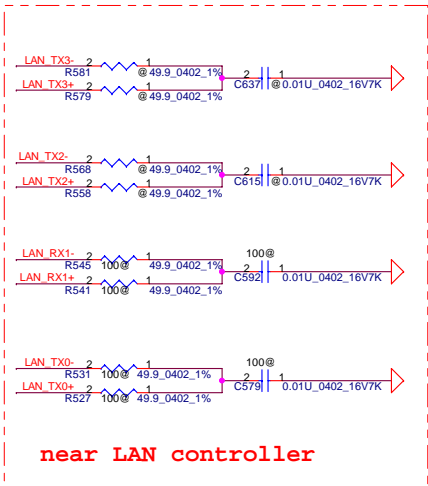 LAN_TX3- 2 1
R581 @ 49.9_0402_1%
LAN_TX3+ 2 1 2 1
R579 @ 49.9_0402_1% C637 @ 0.01U_0402_16V7K
LAN_TX2- 2 1
R568 @ 49.9_0402_1%
LAN_TX2+ 2 1 2 1
R558 @ 49.9_0402_1% C615 @ 0.01U_0402_16V7K
LAN_RX1- 2 1 100@
R545 100@ 49.9_0402_1%
LAN_RX1+ 2 1 2 1
R541 100@ 49.9_0402_1% C592 0.01U_0402_16V7K
LAN_TX0- 2 1 100@
R531 100@ 49.9_0402_1%
LAN_TX0+ 2 1 2 1
R527 100@ 49.9_0402_1% C579 0.01U_0402_16V7K
near LAN controller